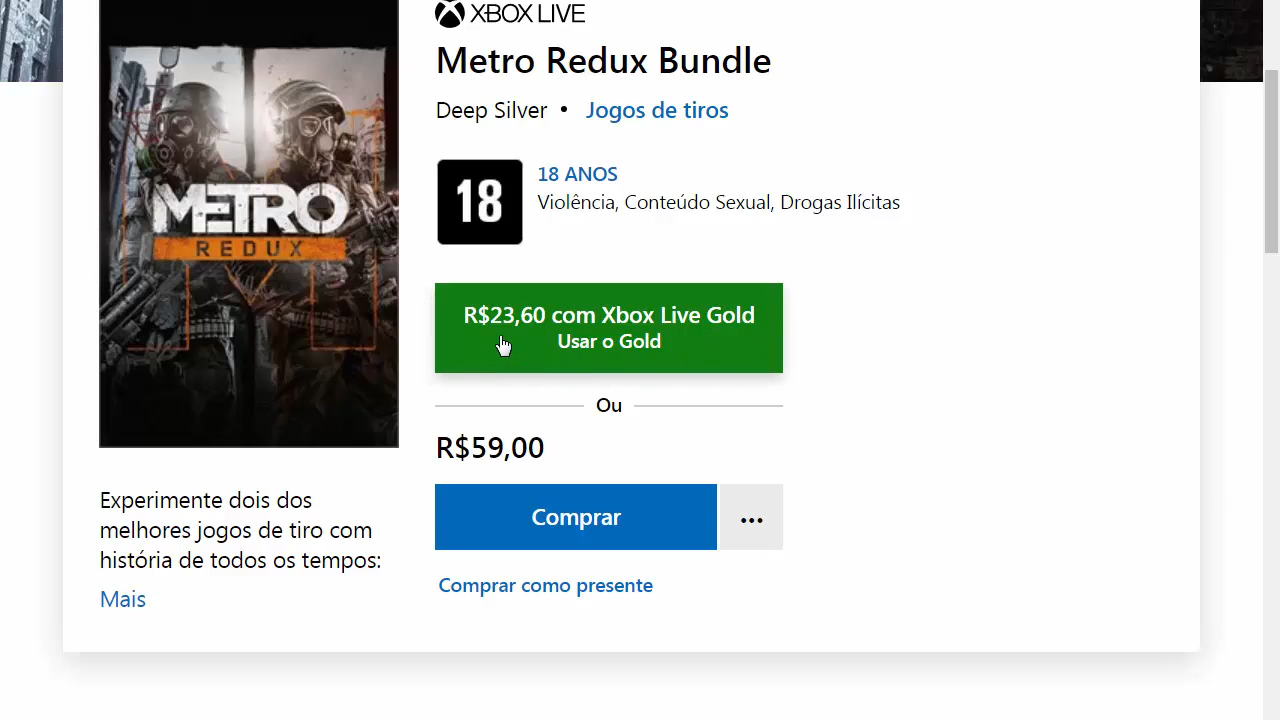 XBOX LIVE
Metro Redux Bundle
Deep Silver • Jogos de tiros
METRO
REDUX
18
18 ANOS
Violência, Conteúdo Sexual, Drogas Ilícitas
R$23,60 com Xbox Live Gold
Usar o Gold
Ou
R$59,00
Comprar
...
Comprar como presente
Experimente dois dos
melhores jogos de tiro com
história de todos os tempos:
Mais